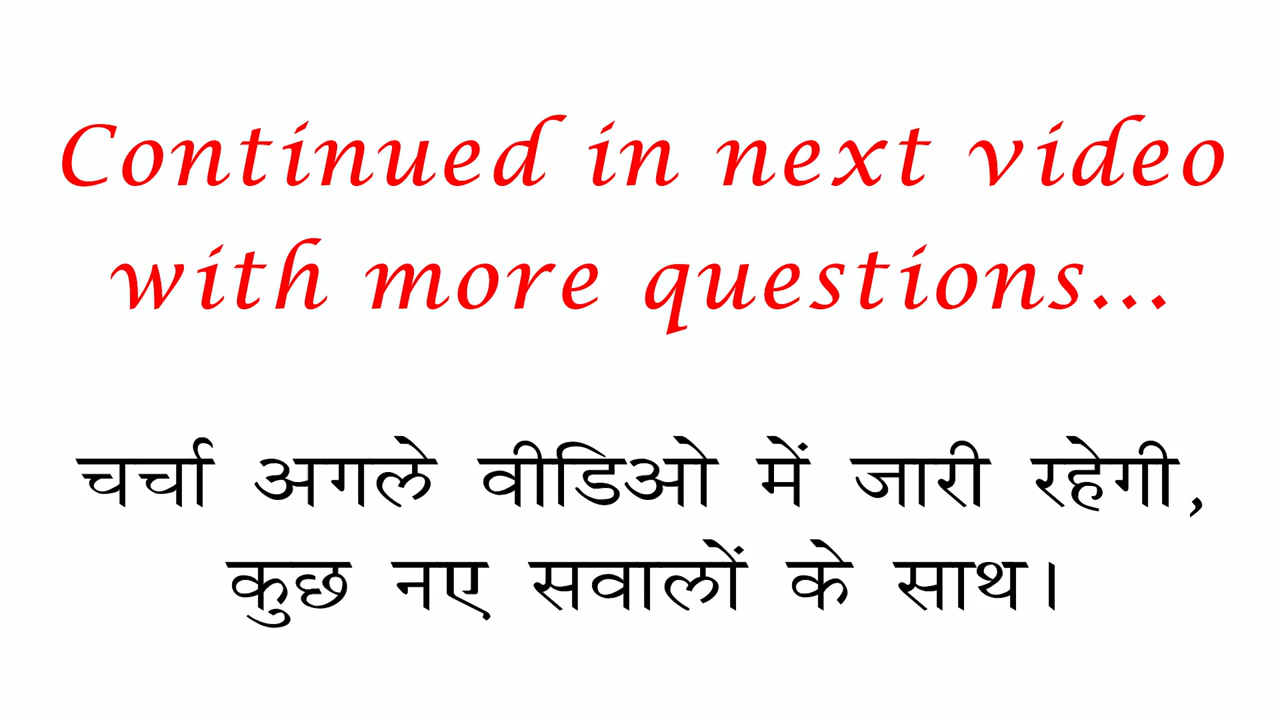 Continued in next video
with more questions...
चर्चा अगले वीडिओ में जारी रहेगी,
कुछ नए सवालों के साथ।